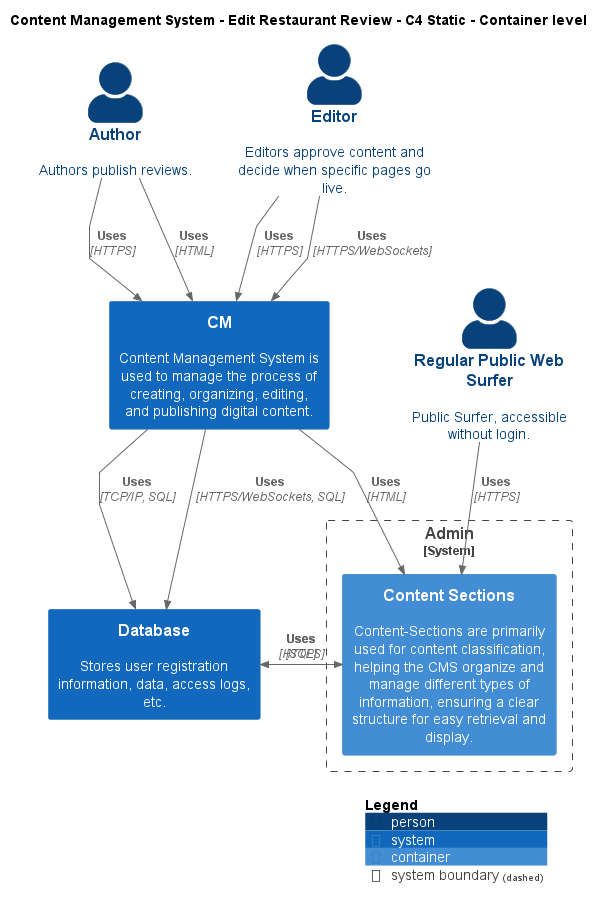 Content Management System - Edit Restaurant Review - C4 Static - Container level
Author
Authors publish reviews.
Editor
Editors approve content and
decide when specific pages go
live.
Uses
[HTTPS]
Uses
[HTML]
Uses
[HTTPS]
Uses
[HTTPS/WebSockets]
CM
Content Management System is
used to manage the process of
creating, organizing, editing,
and publishing digital content.
Regular Public Web
Surfer
Public Surfer, accessible
without login.
Uses
[TCP/IP, SQL]
Uses
[HTTPS/WebSockets, SQL]
Uses
[HTML]
Uses
[HTTPS]
Admin
[System]
Database
Stores user registration
information, data, access logs,
etc.
Uses
Content Sections
Content-Sections are primarily
used for content classification,
helping the CMS organize and
manage different types of
information, ensuring a clear
structure for easy retrieval and
display.
Legend
person
system
container
system boundary (dashed)